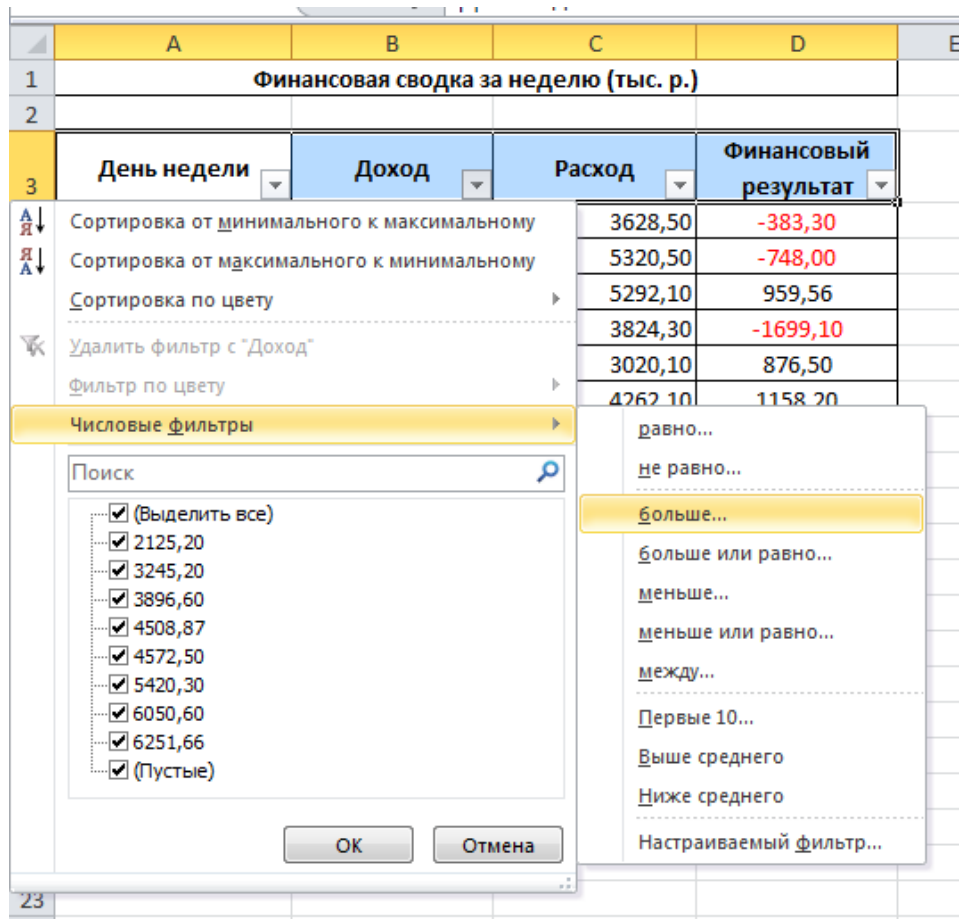 A B C D E
1 Финансовая сводка за неделю (тыс. р.)
2
3 День недели Доход Расход Финансовый результат
Сортировка от минимального к максимальному 3628,50 -383,30
Сортировка от максимального к минимальному 5320,50 -748,00
Сортировка по цвету 5292,10 959,56
Удалить фильтр с "Доход" 3824,30 -1699,10
Фильтр по цвету 3020,10 876,50
4262,10 1158,20
Числовые фильтры
Поиск
(Выделить все)
2125,20
3245,20
3896,60
4508,87
4572,50
5420,30
6050,60
6251,66
(Пустые)
ОК Отмена
равно...
не равно...
больше...
больше или равно...
меньше...
меньше или равно...
между...
Первые 10...
Выше среднего
Ниже среднего
Настраиваемый фильтр...
23